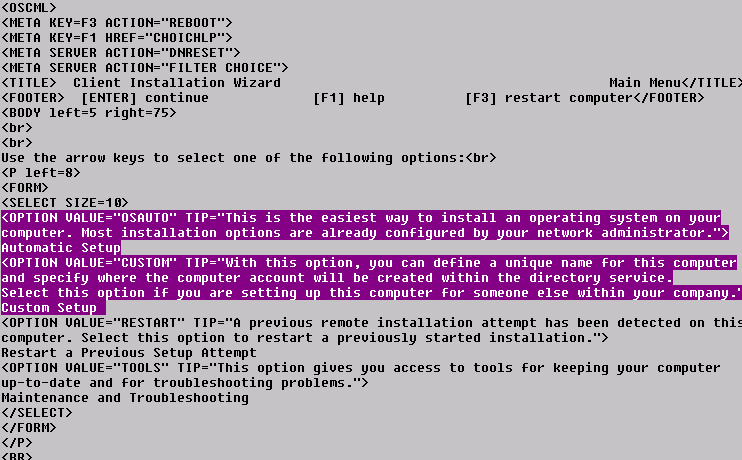 <OSCML>
<META KEY=F3 ACTION="REBOOT">
<META KEY=F1 HREF="CHOICHLP">
<META SERVER ACTION="DNRESET">
<META SERVER ACTION="FILTER CHOICE">
<TITLE>  Client Installation Wizard                                         Main Menu</TITLE>
<FOOTER>  [ENTER] continue             [F1] help          [F3] restart computer</FOOTER>
<BODY left=5 right=75>
<br>
<br>
Use the arrow keys to select one of the following options:<br>
<P left=8>
<FORM>
<SELECT SIZE=10>
<OPTION VALUE="OSAUTO" TIP="This is the easiest way to install an operating system on your
computer. Most installation options are already configured by your network administrator.">
Automatic Setup
<OPTION VALUE="CUSTOM" TIP="With this option, you can define a unique name for this computer
and specify where the computer account will be created within the directory service.
Select this option if you are setting up this computer for someone else within your company."
Custom Setup
<OPTION VALUE="RESTART" TIP="A previous remote installation attempt has been detected on this
computer. Select this option to restart a previously started installation.">
Restart a Previous Setup Attempt
<OPTION VALUE="TOOLS" TIP="This option gives you access to tools for keeping your computer
up-to-date and for troubleshooting problems.">
Maintenance and Troubleshooting
</SELECT>
</FORM>
</P>
<BR>